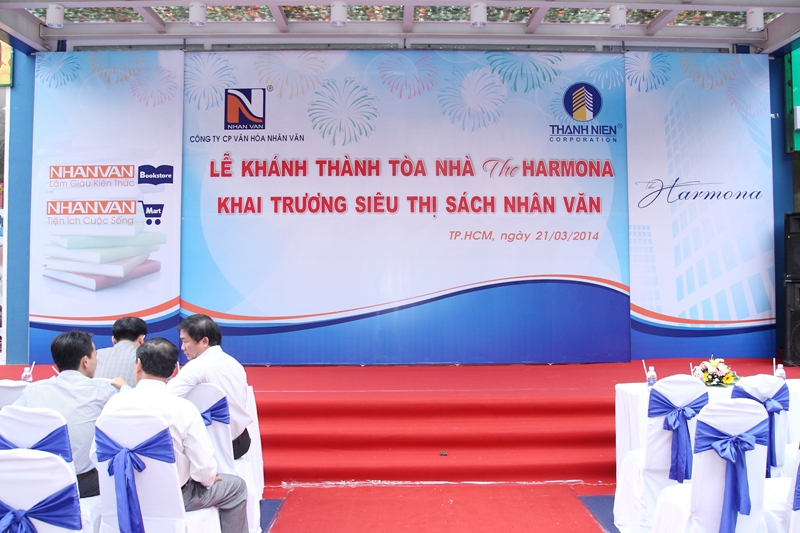 NHAN VAN
®
CÔNG TY CP VĂN HÓA NHÂN VĂN
THANH NIEN®
CORPORATION
LỄ KHÁNH THÀNH TÒA NHÀ The HARMONA
KHAI TRƯƠNG SIÊU THỊ SÁCH NHÂN VĂN
TP.HCM, ngày 21/03/2014
NHANVAN Bookstore
Làm Giàu Kiến Thức
NHANVAN Mart
Tiện Ích Cuộc Sống
The Harmona